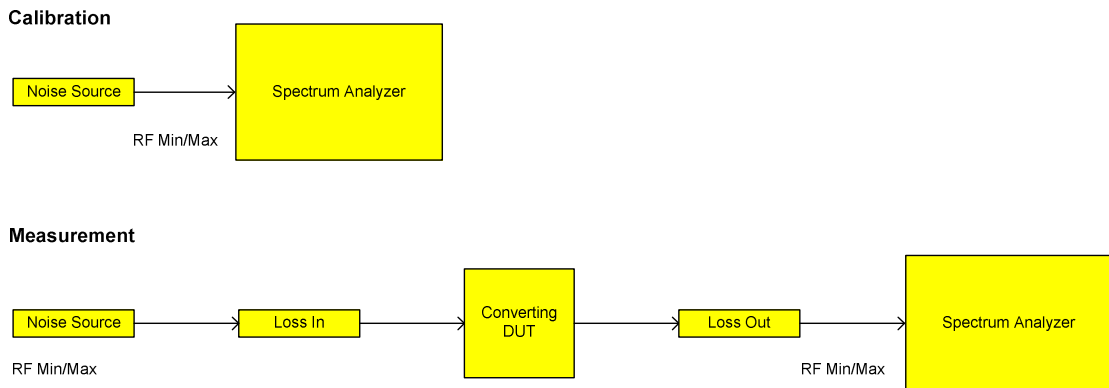 Calibration
Noise Source
Spectrum Analyzer
RF Min/Max
Measurement
Noise Source
Loss In
Converting
DUT
Loss Out
Spectrum Analyzer
RF Min/Max
RF Min/Max